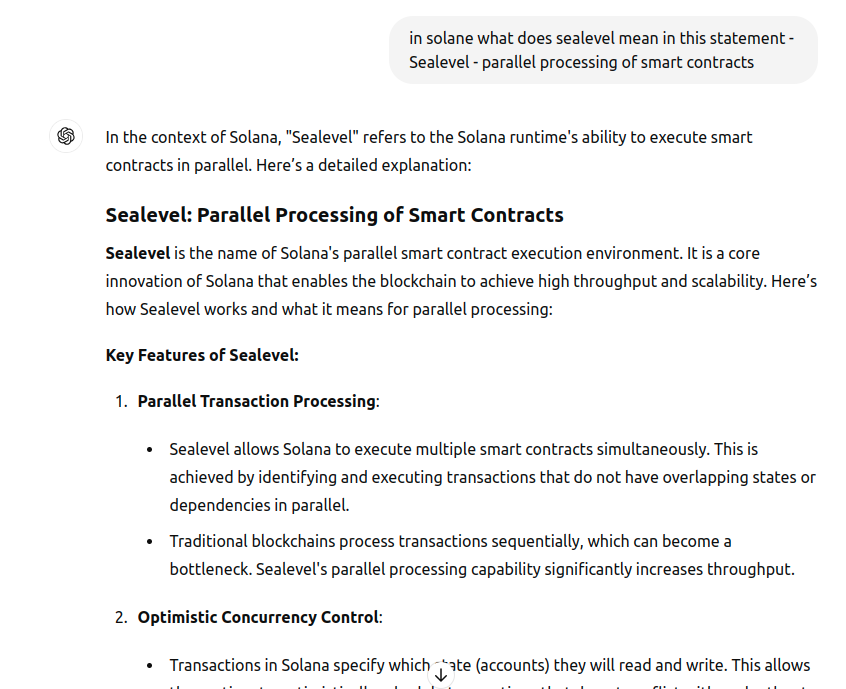 in solane what does sealevel mean in this statement -
Sealevel - parallel processing of smart contracts
In the context of Solana, "Sealevel" refers to the Solana runtime's ability to execute smart
contracts in parallel. Here’s a detailed explanation:
Sealevel: Parallel Processing of Smart Contracts
Sealevel is the name of Solana's parallel smart contract execution environment. It is a core
innovation of Solana that enables the blockchain to achieve high throughput and scalability. Here’s
how Sealevel works and what it means for parallel processing:
Key Features of Sealevel:
1. Parallel Transaction Processing:
• Sealevel allows Solana to execute multiple smart contracts simultaneously. This is
achieved by identifying and executing transactions that do not have overlapping states or
dependencies in parallel.
• Traditional blockchains process transactions sequentially, which can become a
bottleneck. Sealevel's parallel processing capability significantly increases throughput.
2. Optimistic Concurrency Control:
• Transactions in Solana specify which state (accounts) they will read and write. This allows